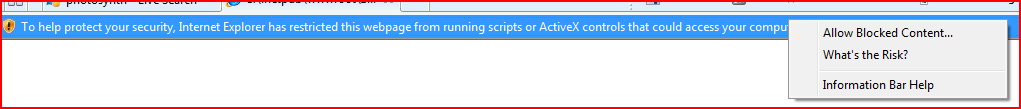 photosynth - Live Search
To help protect your security, Internet Explorer has restricted this webpage from running scripts or ActiveX controls that could access your compu
Allow Blocked Content...
What's the Risk?
Information Bar Help